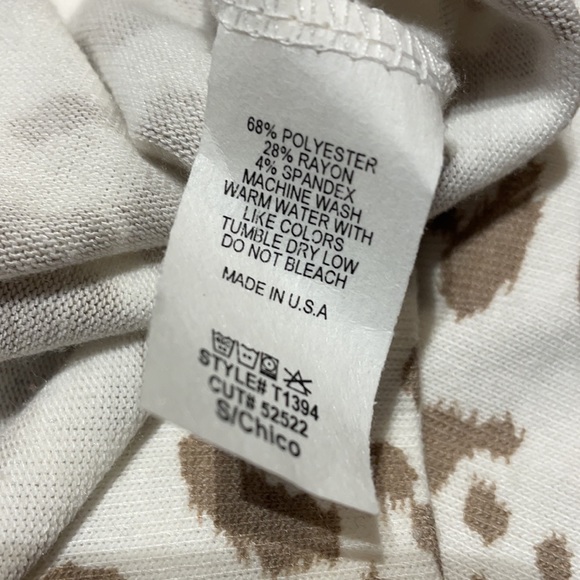 68% POLYESTER
28% RAYON
4% SPANDEX
MACHINE WASH
WARM WATER WITH
LIKE COLORS
TUMBLE DRY LOW
DO NOT BLEACH
MADE IN U.S.A
STYLE# T1394
CUT# 52522
S/Chico